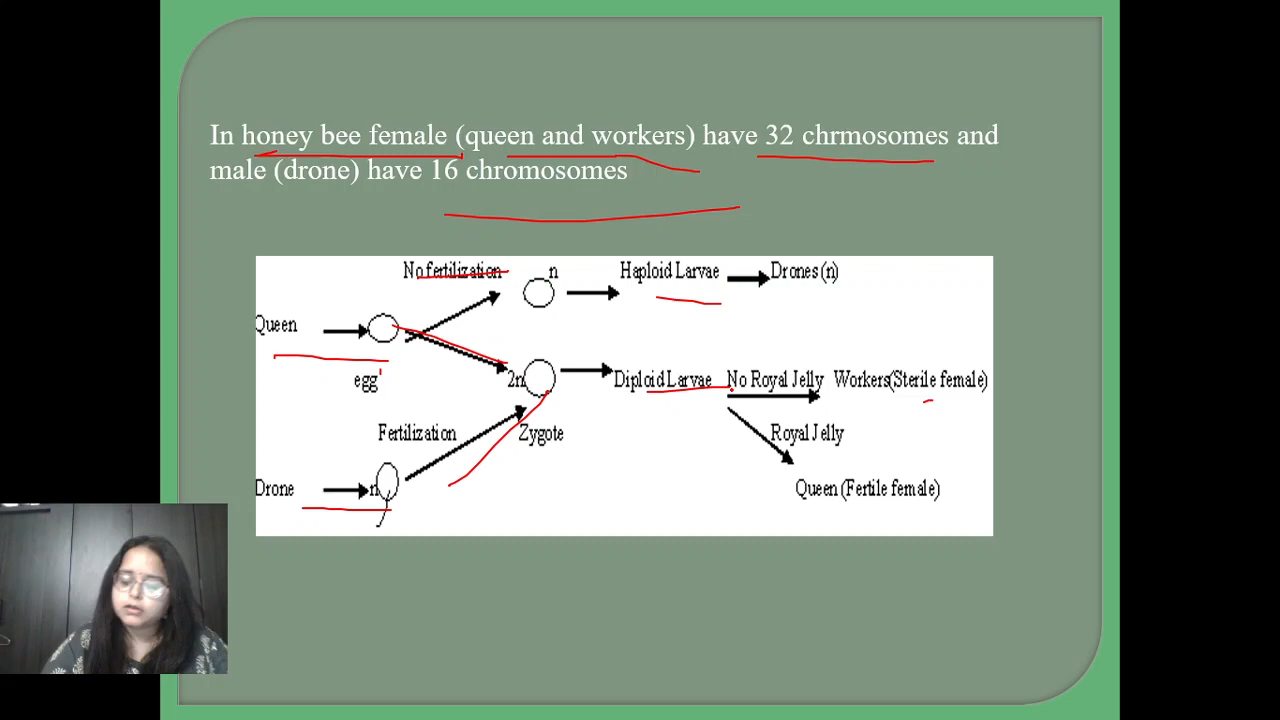 In honey bee female (queen and workers) have 32 chrmosomes and
male (drone) have 16 chromosomes
No fertilization
n
Haploid Larvae
Drones (n)
Queen
egg
2n
Diploid Larvae
No Royal Jelly
Workers(Sterile female)
Fertilization
Zygote
Royal Jelly
Drone
n
Queen (Fertile female)